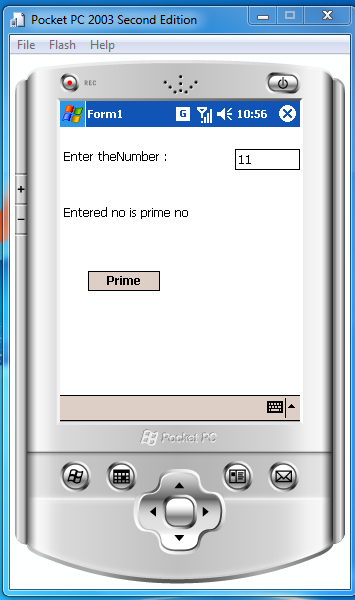 Pocket PC 2003 Second Edition
File Flash Help
REC
Form1 G 10:56
Enter theNumber : 11
Entered no is prime no
Prime
Pocket PC